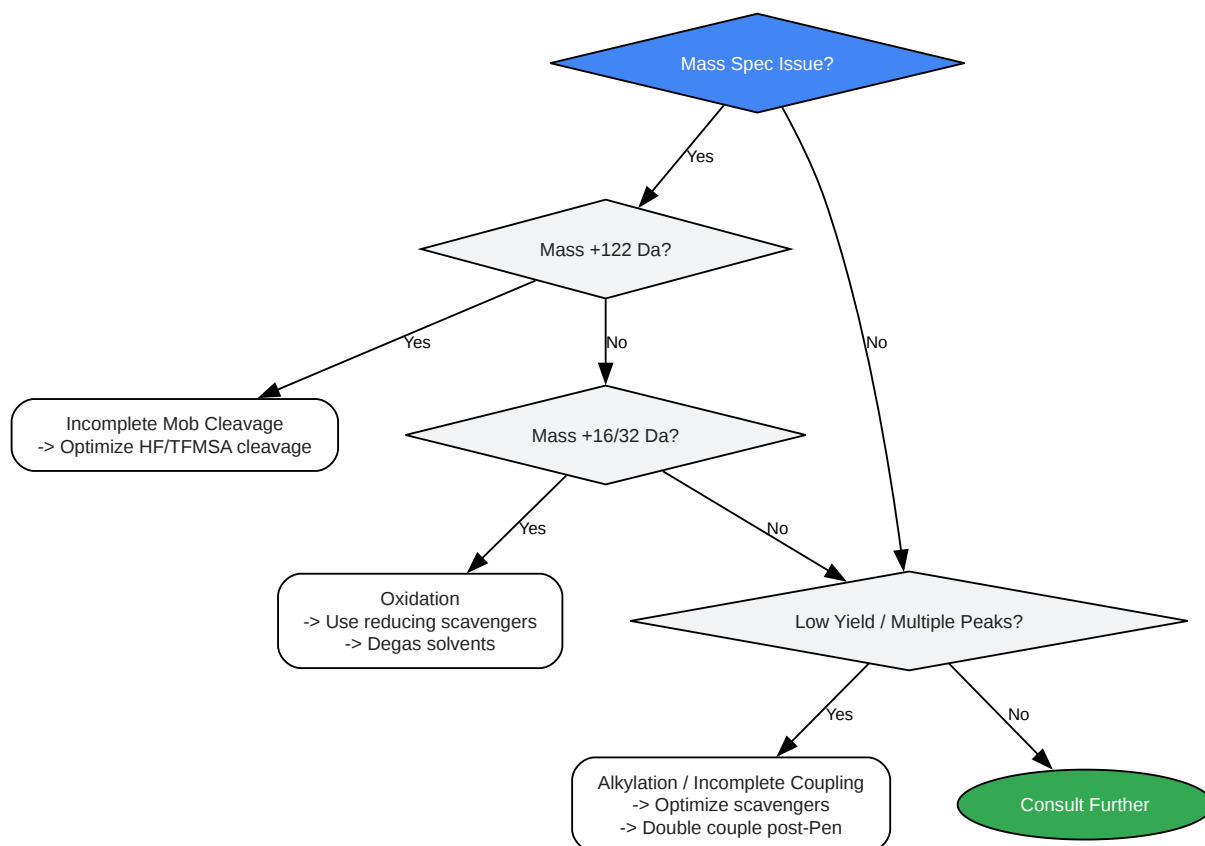 Mass Spec Issue?
Yes
Mass +122 Da?
Yes
No
No
Incomplete Mob Cleavage
-> Optimize HF/TFMSA cleavage
Mass +16/32 Da?
Yes
No
Oxidation
-> Use reducing scavengers
-> Degas solvents
Low Yield / Multiple Peaks?
Yes
No
Alkylation / Incomplete Coupling
-> Optimize scavengers
-> Double couple post-Pen
Consult Further